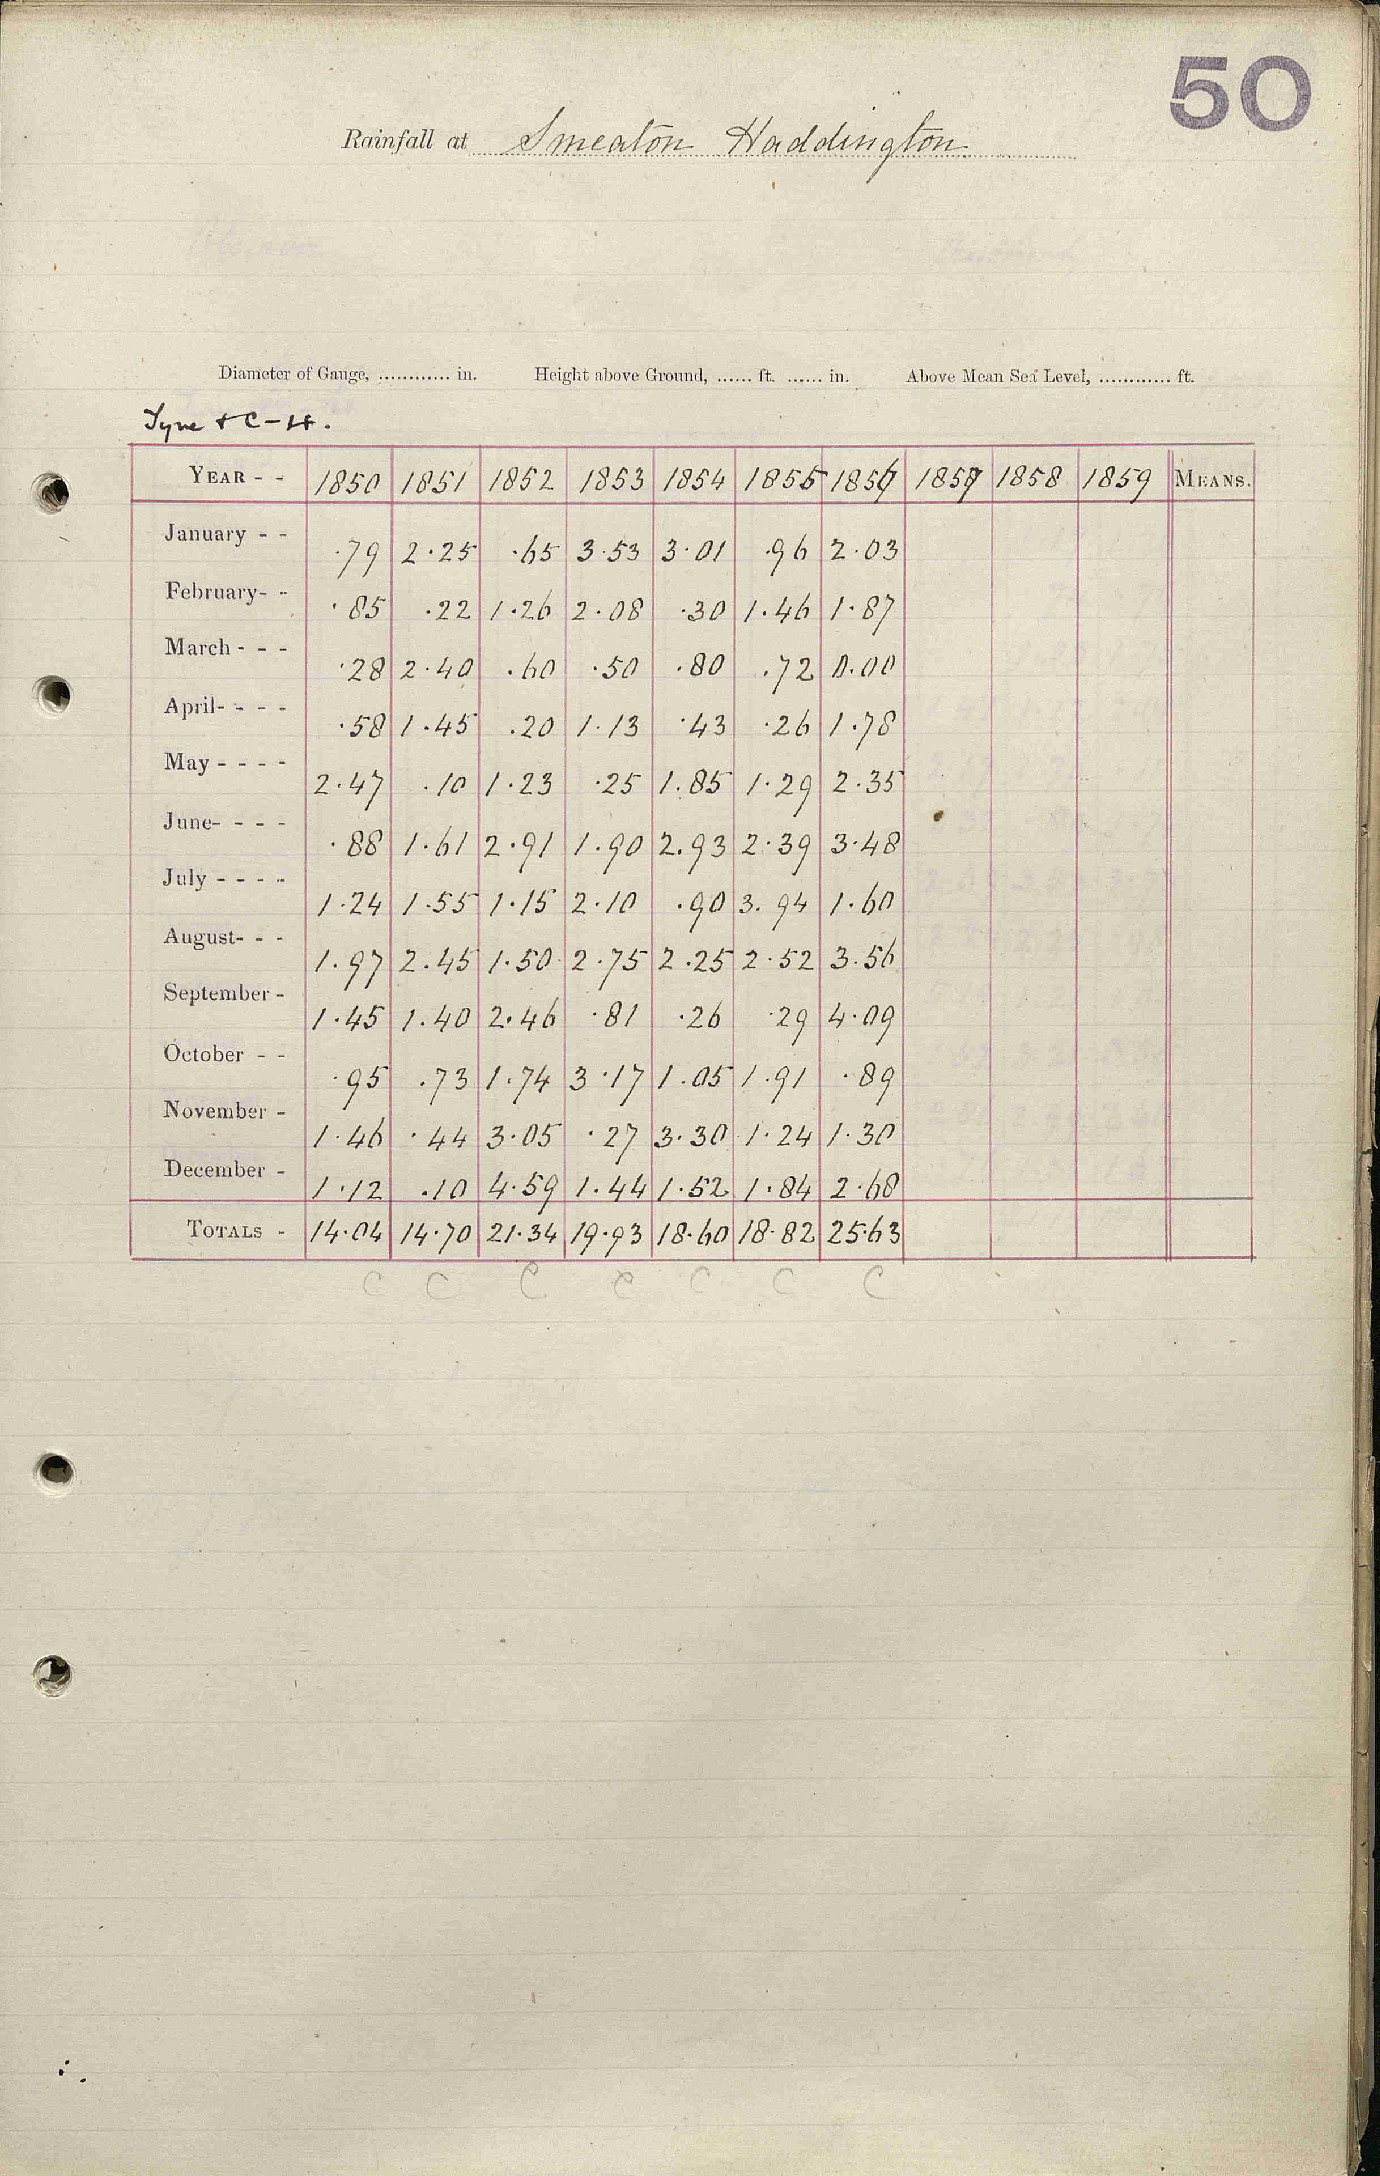 50
Rainfall at Smeaton Haddington
Diameter of Gauge, ............ in. Height above Ground, ...... ft. ...... in. Above Mean Sea Level, ............ ft.
Tyne & C-H.
YEAR - - 1850 1851 1852 1853 1854 1855 1856 1857 1858 1859 MEANS.
January - - .79 2.25 .65 3.53 3.01 .96 2.03
February- - .85 .22 1.26 2.08 .30 1.46 1.87
March - - - .28 2.40 .60 .50 .80 .72 0.00
April- - - - .58 1.45 .20 1.13 .43 .26 1.78
May - - - - 2.47 .10 1.23 .25 1.85 1.29 2.35
June- - - - .88 1.61 2.91 1.90 2.93 2.39 3.48
July - - - - 1.24 1.55 1.15 2.10 .90 3.94 1.60
August- - - 1.97 2.45 1.50 2.75 2.25 2.52 3.56
September - 1.45 1.40 2.46 .81 .26 .29 4.09
October - - .95 .73 1.74 3.17 1.05 1.91 .89
November - 1.46 .44 3.05 .27 3.30 1.24 1.30
December - 1.12 .10 4.59 1.44 1.52 1.84 2.68
TOTALS - 14.04 14.70 21.34 19.93 18.60 18.82 25.63
C C C C C C C